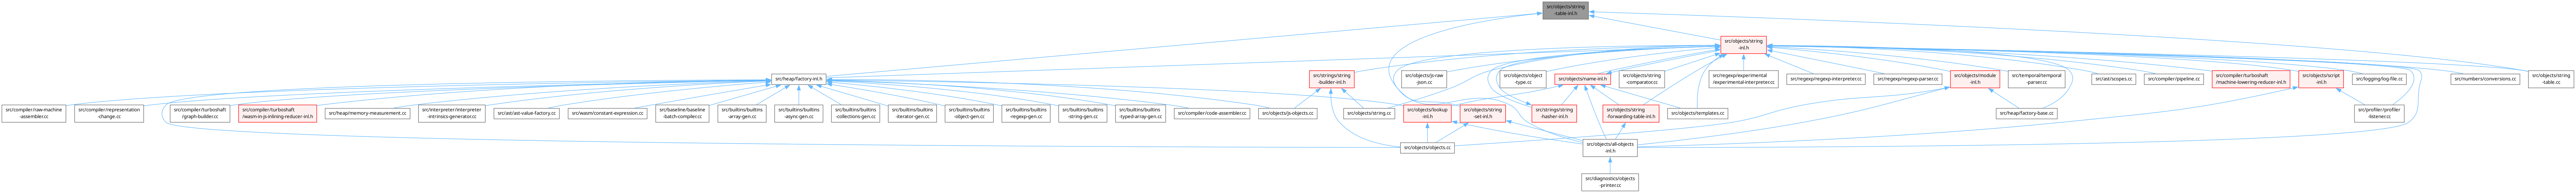 src/objects/string
-table-inl.h
src/objects/string
-inl.h
src/heap/factory-inl.h
src/strings/string
-builder-inl.h
src/objects/js-raw
-json.cc
src/objects/object
-type.cc
src/objects/name-inl.h
src/objects/string
-comparator.cc
src/regexp/experimental
/experimental-interpreter.cc
src/regexp/regexp-interpreter.cc
src/regexp/regexp-parser.cc
src/objects/module
-inl.h
src/temporal/temporal
-parser.cc
src/ast/scopes.cc
src/compiler/pipeline.cc
src/compiler/turboshaft
/machine-lowering-reducer-inl.h
src/objects/script
-inl.h
src/logging/log-file.cc
src/numbers/conversions.cc
src/objects/string
-table.cc
src/compiler/raw-machine
-assembler.cc
src/compiler/representation
-change.cc
src/compiler/turboshaft
/graph-builder.cc
src/compiler/turboshaft
/wasm-in-js-inlining-reducer-inl.h
src/heap/memory-measurement.cc
src/interpreter/interpreter
-intrinsics-generator.cc
src/ast/ast-value-factory.cc
src/wasm/constant-expression.cc
src/baseline/baseline
-batch-compiler.cc
src/builtins/builtins
-array-gen.cc
src/builtins/builtins
-async-gen.cc
src/builtins/builtins
-collections-gen.cc
src/builtins/builtins
-iterator-gen.cc
src/builtins/builtins
-object-gen.cc
src/builtins/builtins
-regexp-gen.cc
src/builtins/builtins
-string-gen.cc
src/builtins/builtins
-typed-array-gen.cc
src/compiler/code-assembler.cc
src/objects/js-objects.cc
src/objects/string.cc
src/objects/lookup
-inl.h
src/objects/string
-set-inl.h
src/strings/string
-hasher-inl.h
src/objects/string
-forwarding-table-inl.h
src/objects/templates.cc
src/heap/factory-base.cc
src/profiler/profiler
-listener.cc
src/objects/objects.cc
src/objects/all-objects
-inl.h
src/diagnostics/objects
-printer.cc